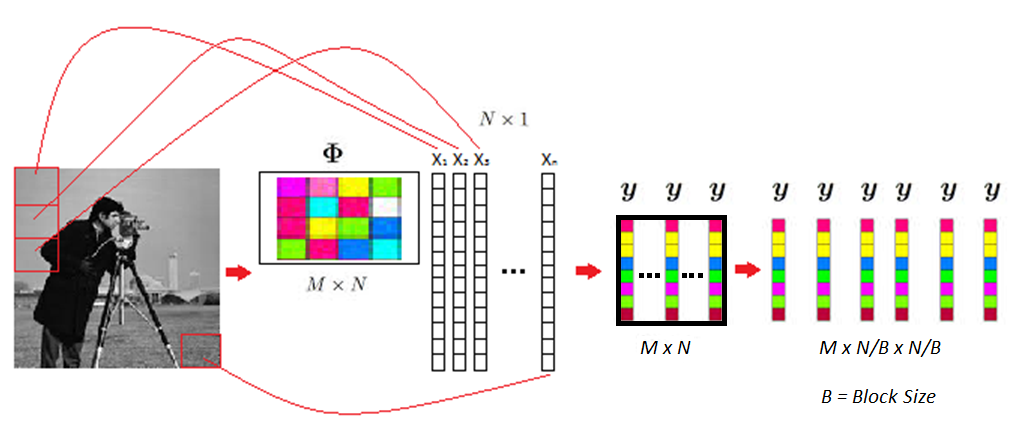 N × 1
Φ
X₁ X₂ X₃ Xₙ
M × N
y y y
y y y y y y
M x N
M x N/B x N/B
B = Block Size